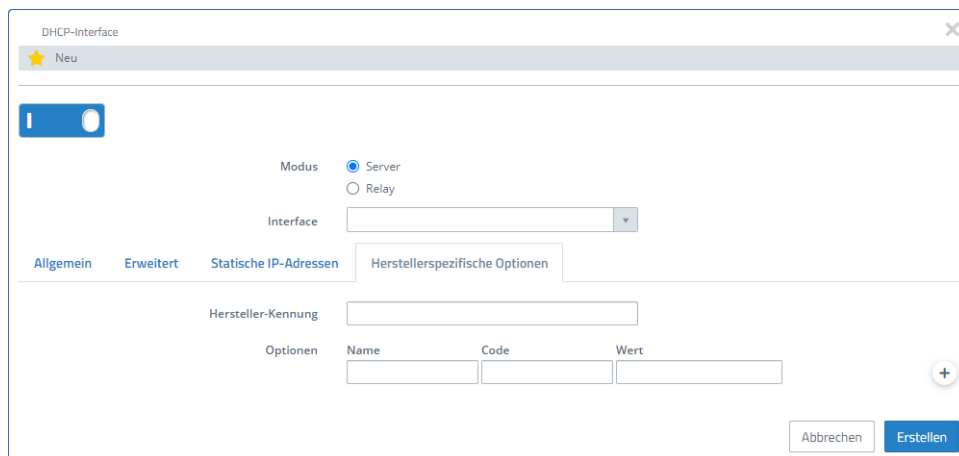 DHCP-Interface
Neu
Modus Server
Relay
Interface
Allgemein Erweitert Statische IP-Adressen Herstellerspezifische Optionen
Hersteller-Kennung
Optionen Name Code Wert
Abbrechen Erstellen